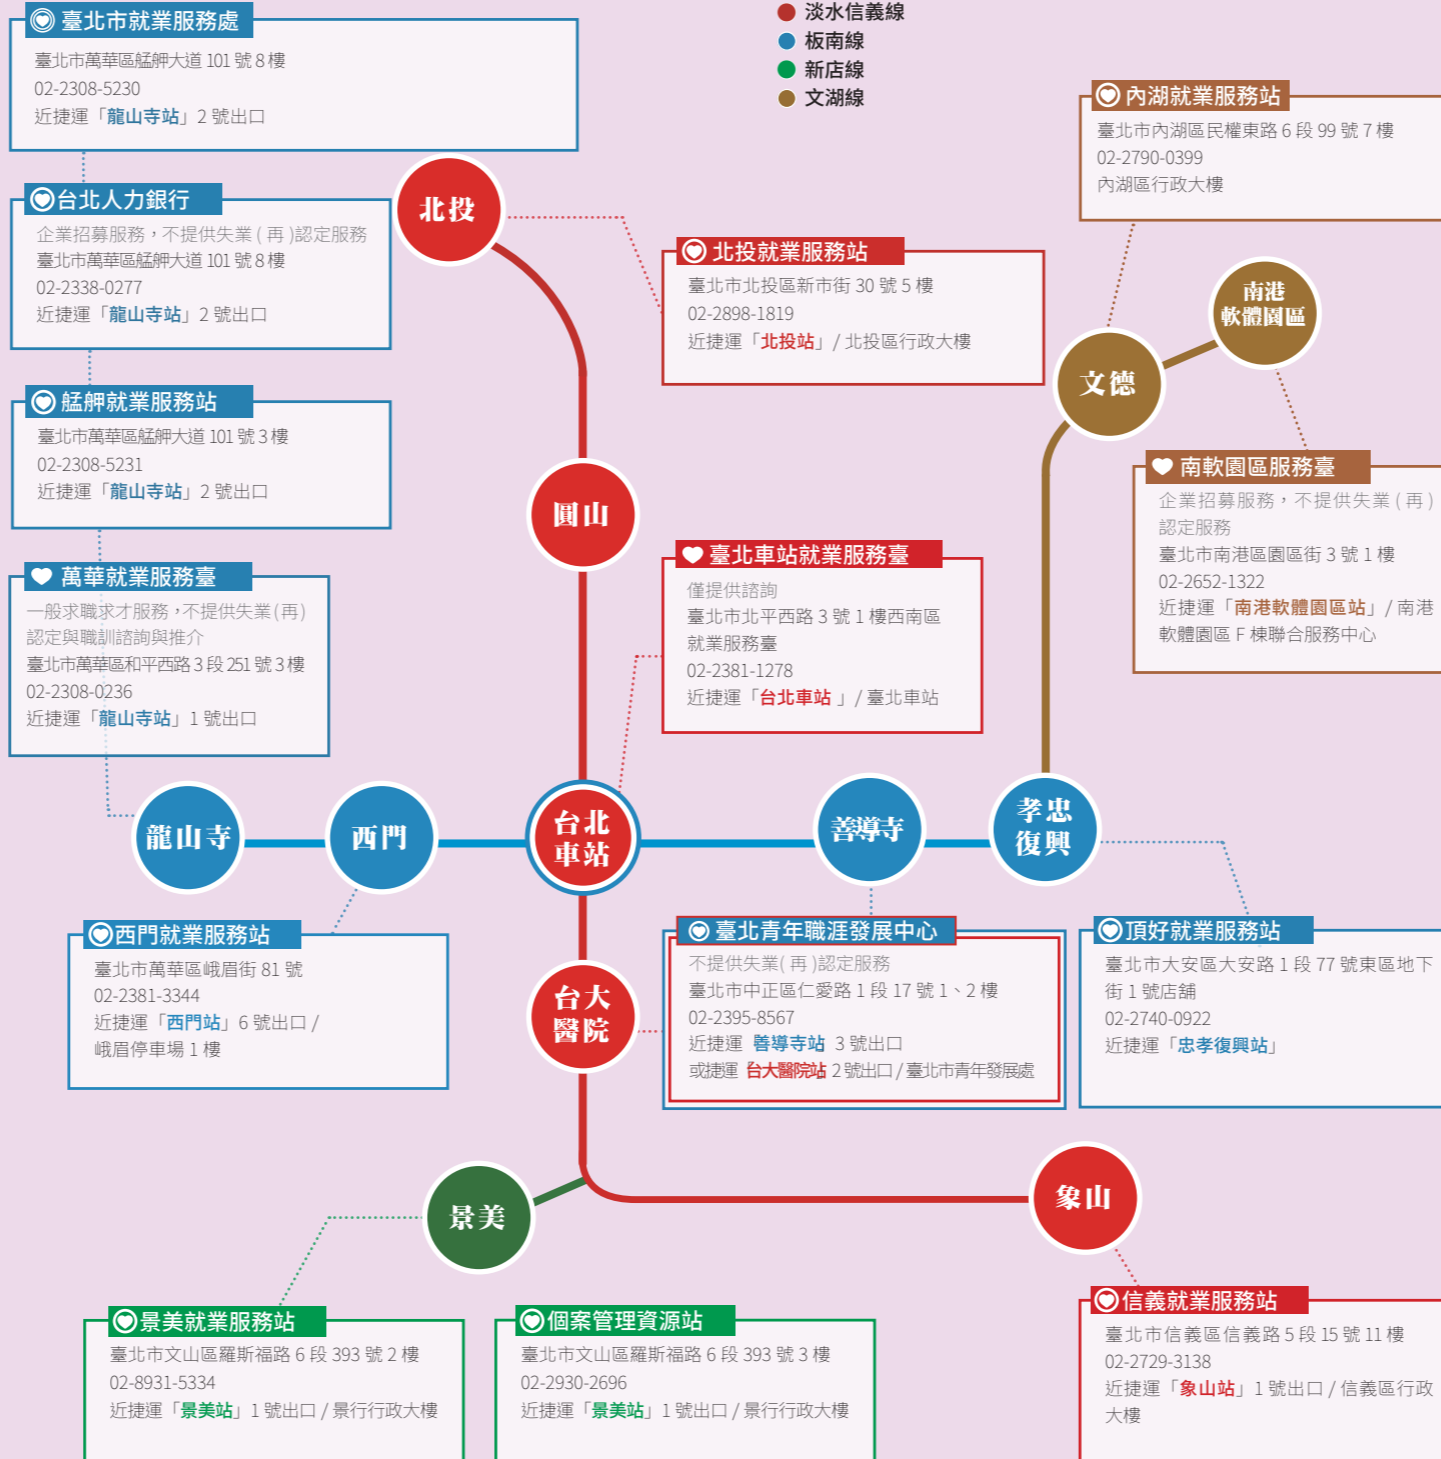 臺北市就業服務處
臺北市萬華區艋舺大道 101 號 8 樓
02-2308-5230
近捷運「龍山寺站」2 號出口
淡水信義線
板南線
新店線
文湖線
內湖就業服務站
臺北市內湖區民權東路 6 段 99 號 7 樓
02-2790-0399
內湖區行政大樓
台北人力銀行
企業招募服務，不提供失業 ( 再 )認定服務
臺北市萬華區艋舺大道 101 號 8 樓
02-2338-0277
近捷運「龍山寺站」2 號出口
北投
北投就業服務站
臺北市北投區新市街 30 號 5 樓
02-2898-1819
近捷運「北投站」/ 北投區行政大樓
南港
軟體園區
文德
艋舺就業服務站
臺北市萬華區艋舺大道 101 號 3 樓
02-2308-5231
近捷運「龍山寺站」2 號出口
圓山
南軟園區服務臺
企業招募服務，不提供失業 ( 再 )
認定服務
臺北市南港區園區街 3 號 1 樓
02-2652-1322
近捷運「南港軟體園區站」/ 南港
軟體園區 F 棟聯合服務中心
萬華就業服務臺
一般求職求才服務，不提供失業(再)
認定與職訓諮詢與推介
臺北市萬華區和平西路 3 段 251 號 3 樓
02-2308-0236
近捷運「龍山寺站」1 號出口
臺北車站就業服務臺
僅提供諮詢
臺北市北平西路 3 號 1 樓西南區
就業服務臺
02-2381-1278
近捷運「台北車站 」/ 臺北車站
龍山寺
西門
台北
車站
善導寺
孝忠
復興
西門就業服務站
臺北市萬華區峨眉街 81 號
02-2381-3344
近捷運「西門站」6 號出口 /
峨眉停車場 1 樓
台大
醫院
臺北青年職涯發展中心
不提供失業( 再 )認定服務
臺北市中正區仁愛路 1 段 17 號 1、2 樓
02-2395-8567
近捷運 善導寺站 3 號出口
或捷運 台大醫院站 2 號出口 / 臺北市青年發展處
頂好就業服務站
臺北市大安區大安路 1 段 77 號東區地下
街 1 號店舖
02-2740-0922
近捷運「忠孝復興站」
景美
象山
景美就業服務站
臺北市文山區羅斯福路 6 段 393 號 2 樓
02-8931-5334
近捷運「景美站」1 號出口 / 景行行政大樓
個案管理資源站
臺北市文山區羅斯福路 6 段 393 號 3 樓
02-2930-2696
近捷運「景美站」1 號出口 / 景行行政大樓
信義就業服務站
臺北市信義區信義路 5 段 15 號 11 樓
02-2729-3138
近捷運「象山站」1 號出口 / 信義區行政
大樓